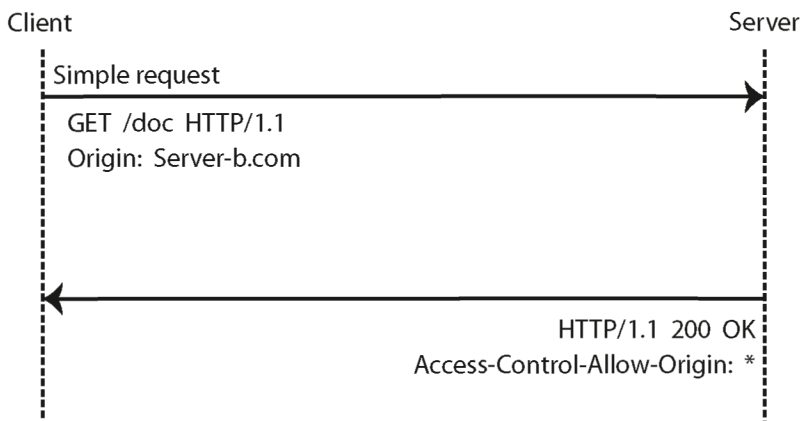 Client
Server
Simple request
GET /doc HTTP/1.1
Origin: Server-b.com
HTTP/1.1 200 OK
Access-Control-Allow-Origin: *